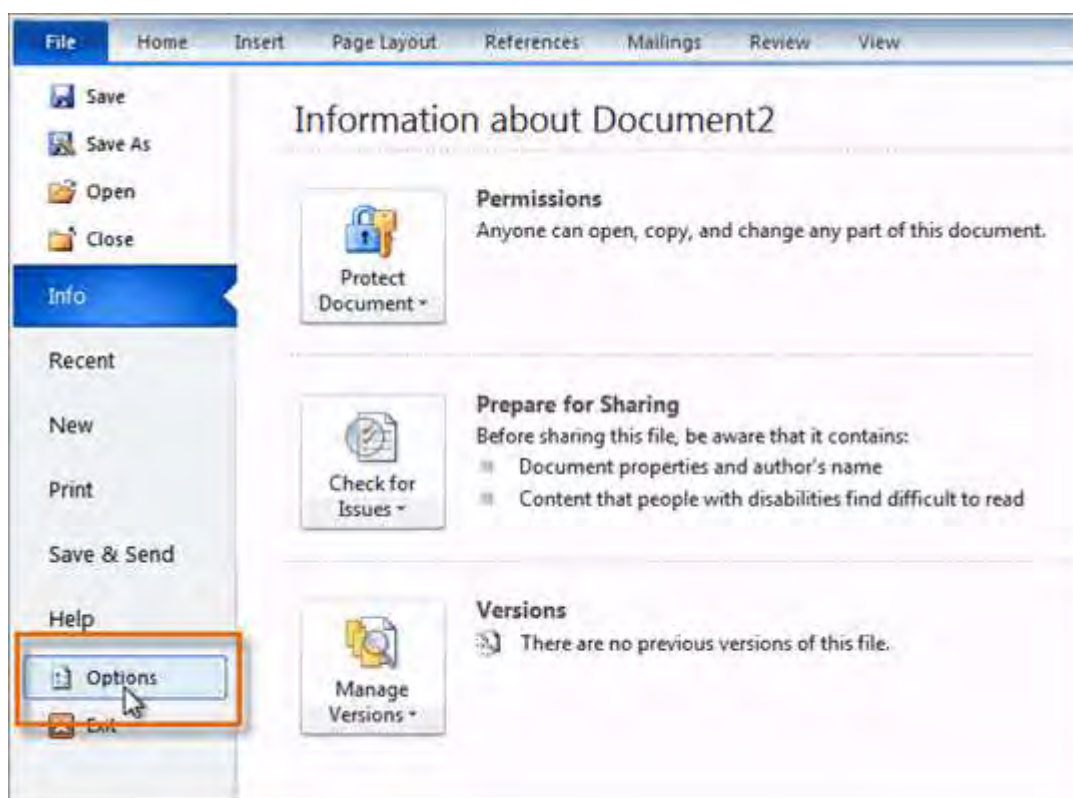 File Home Insert Page Layout References Mailings Review View
Save
Save As
Open
Close
Info
Recent
New
Print
Save & Send
Help
Options
Exit
Information about Document2
Protect
Document
Permissions
Anyone can open, copy, and change any part of this document.
Check for
Issues
Prepare for Sharing
Before sharing this file, be aware that it contains:
Document properties and author's name
Content that people with disabilities find difficult to read
Manage
Versions
Versions
There are no previous versions of this file.